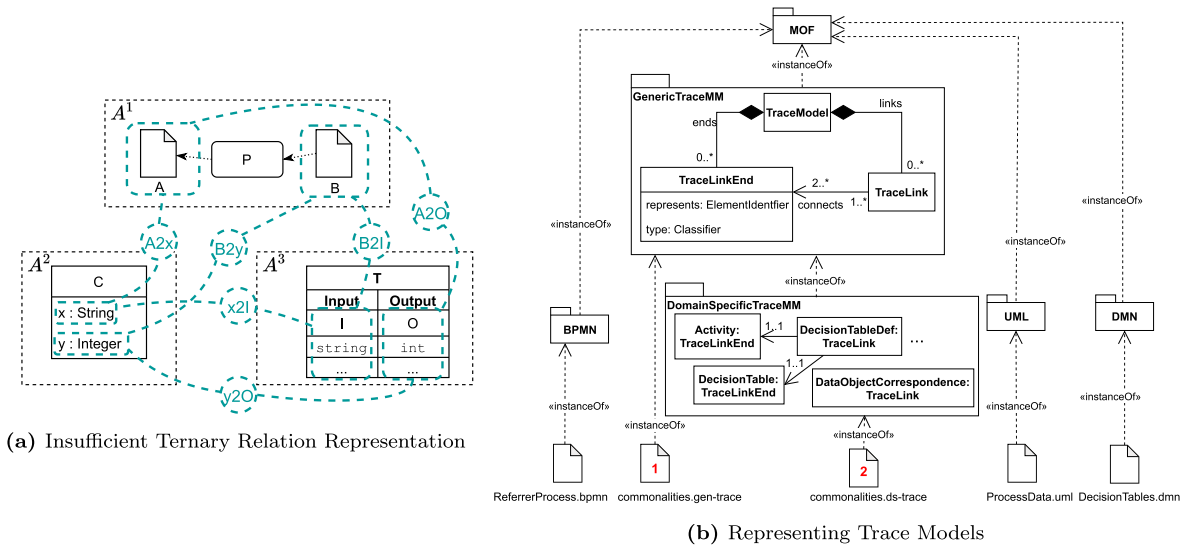 A¹
A
P
B
A2x
B2y
B2I
A2O
A²
C
x : String
y : Integer
x2I
y2O
A³
T
Input Output
I O
string int
... ...
(a) Insufficient Ternary Relation Representation
MOF
«instanceOf»
GenericTraceMM
TraceModel
ends
links
0..*
0..*
TraceLinkEnd
represents: ElementIdentfier
type: Classifier
2..*
1..*
connects
TraceLink
«instanceOf»
«instanceOf»
«instanceOf»
«instanceOf»
DomainSpecificTraceMM
Activity:
TraceLinkEnd
1..1
DecisionTableDef:
TraceLink
...
1..1
DecisionTable:
TraceLinkEnd
DataObjectCorrespondence:
TraceLink
BPMN
UML
DMN
«instanceOf»
«instanceOf»
«instanceOf»
«instanceOf»
«instanceOf»
1
2
ReferrerProcess.bpmn
commonalities.gen-trace
commonalities.ds-trace
ProcessData.uml
DecisionTables.dmn
(b) Representing Trace Models